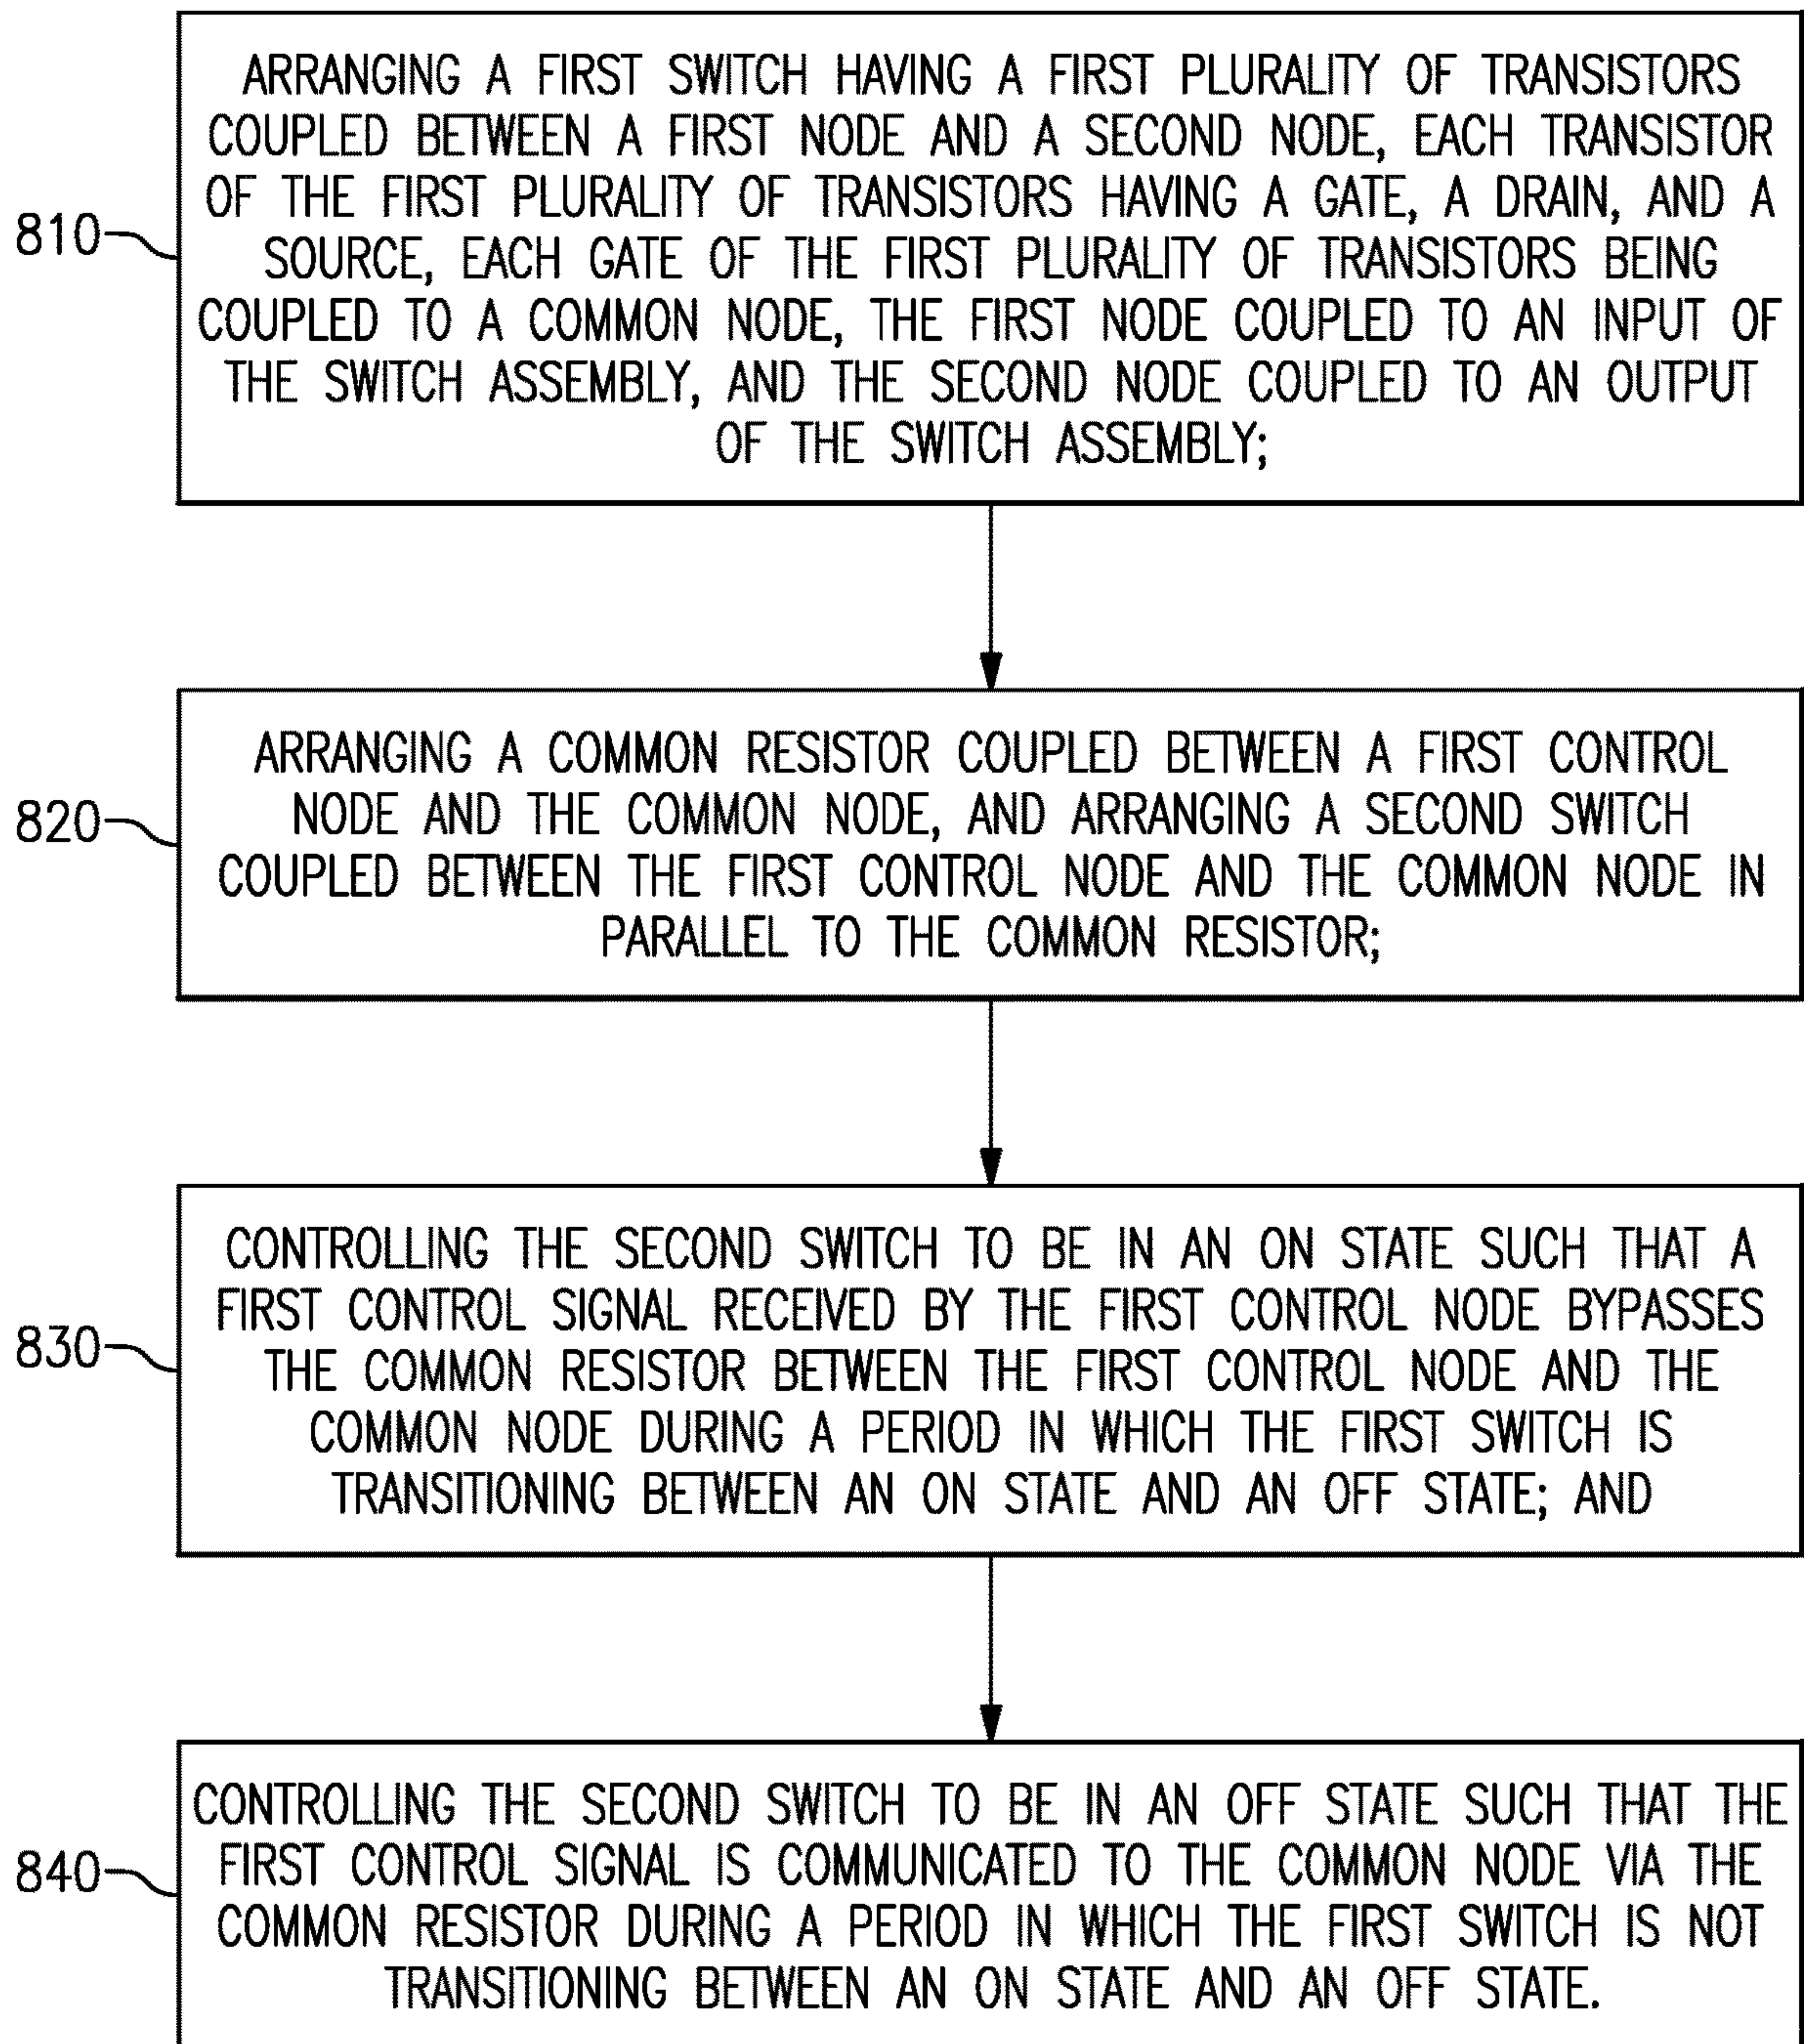 ARRANGING A FIRST SWITCH HAVING A FIRST PLURALITY OF TRANSISTORS
COUPLED BETWEEN A FIRST NODE AND A SECOND NODE, EACH TRANSISTOR
OF THE FIRST PLURALITY OF TRANSISTORS HAVING A GATE, A DRAIN, AND A
810
SOURCE, EACH GATE OF THE FIRST PLURALITY OF TRANSISTORS BEING
COUPLED TO A COMMON NODE, THE FIRST NODE COUPLED TO AN INPUT OF
THE SWITCH ASSEMBLY, AND THE SECOND NODE COUPLED TO AN OUTPUT
OF THE SWITCH ASSEMBLY;
ARRANGING A COMMON RESISTOR COUPLED BETWEEN A FIRST CONTROL
820
NODE AND THE COMMON NODE, AND ARRANGING A SECOND SWITCH
COUPLED BETWEEN THE FIRST CONTROL NODE AND THE COMMON NODE IN
PARALLEL TO THE COMMON RESISTOR;
CONTROLLING THE SECOND SWITCH TO BE IN AN ON STATE SUCH THAT A
FIRST CONTROL SIGNAL RECEIVED BY THE FIRST CONTROL NODE BYPASSES
830
THE COMMON RESISTOR BETWEEN THE FIRST CONTROL NODE AND THE
COMMON NODE DURING A PERIOD IN WHICH THE FIRST SWITCH IS
TRANSITIONING BETWEEN AN ON STATE AND AN OFF STATE; AND
CONTROLLING THE SECOND SWITCH TO BE IN AN OFF STATE SUCH THAT THE
840
FIRST CONTROL SIGNAL IS COMMUNICATED TO THE COMMON NODE VIA THE
COMMON RESISTOR DURING A PERIOD IN WHICH THE FIRST SWITCH IS NOT
TRANSITIONING BETWEEN AN ON STATE AND AN OFF STATE.